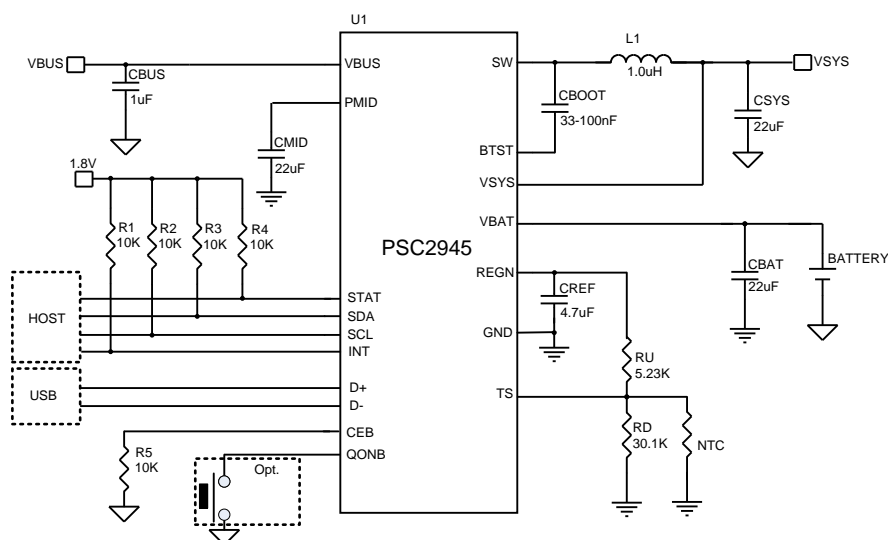 U1
PSC2945
VBUS
CBUS
1uF
VBUS
PMID
CMID
22uF
1.8V
R1
10K
R2
10K
R3
10K
R4
10K
HOST
STAT
SDA
SCL
INT
USB
D+
D-
CEB
QONB
R5
10K
Opt.
SW
L1
1.0uH
VSYS
CBOOT
33-100nF
CSYS
22uF
BTST
VSYS
VBAT
CBAT
22uF
BATTERY
REGN
CREF
4.7uF
GND
RU
5.23K
TS
RD
30.1K
NTC